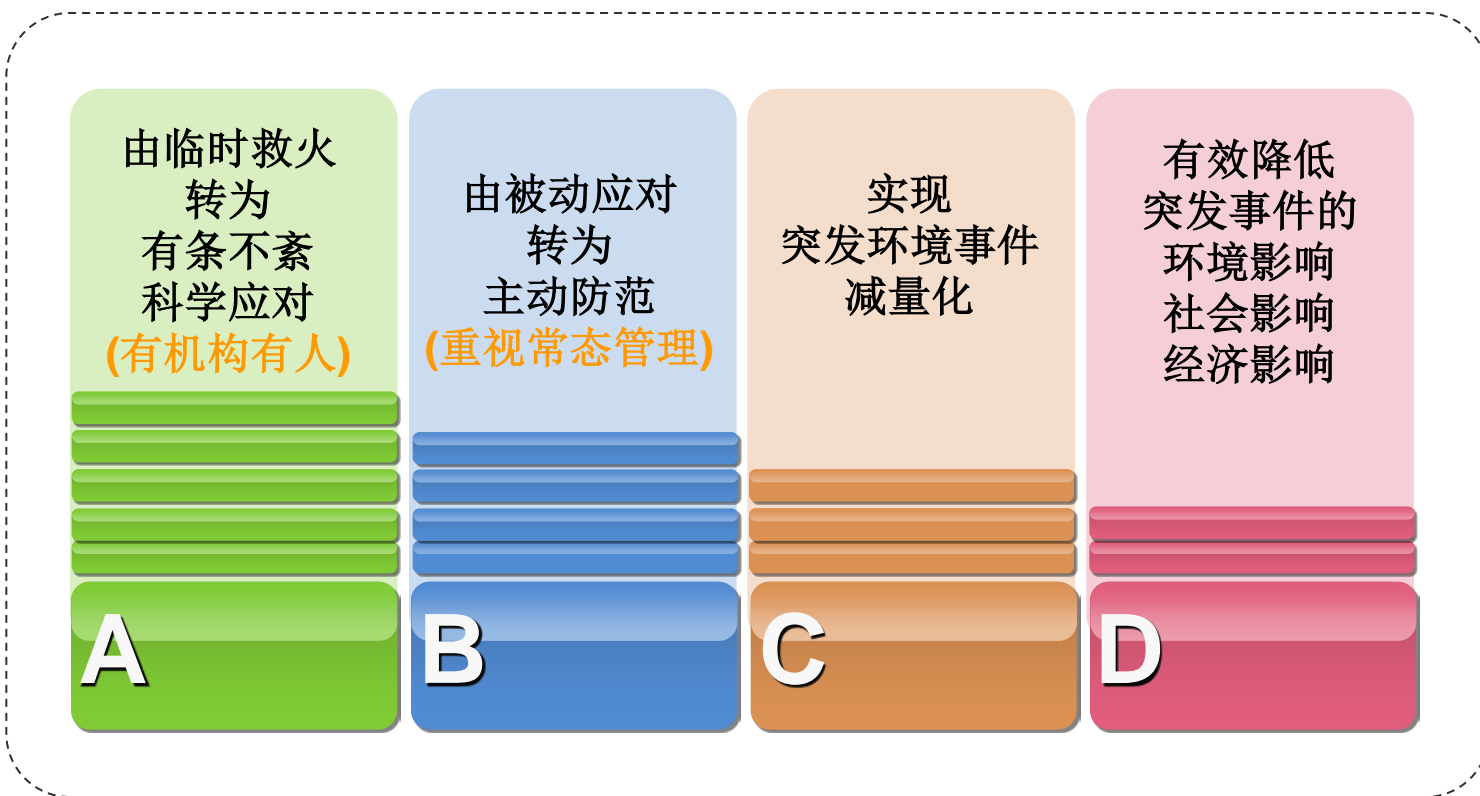 由临时救火
转为
有条不紊
科学应对
(有机构有人)
A
由被动应对
转为
主动防范
(重视常态管理)
B
实现
突发环境事件
减量化
C
有效降低
突发事件的
环境影响
社会影响
经济影响
D